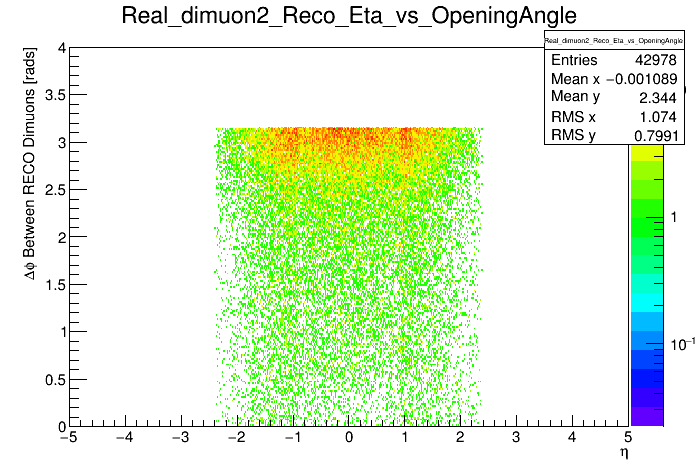 Real_dimuon2_Reco_Eta_vs_OpeningAngle
Real_dimuon2_Reco_Eta_vs_OpeningAngle
Entries 42978
Mean x −0.001089
Mean y 2.344
RMS x 1.074
RMS y 0.7991
Δϕ Between RECO Dimuons [rads]
4
3.5
3
2.5
2
1.5
1
0.5
0
−5 −4 −3 −2 −1 0 1 2 3 4 5
η
1
10⁻¹